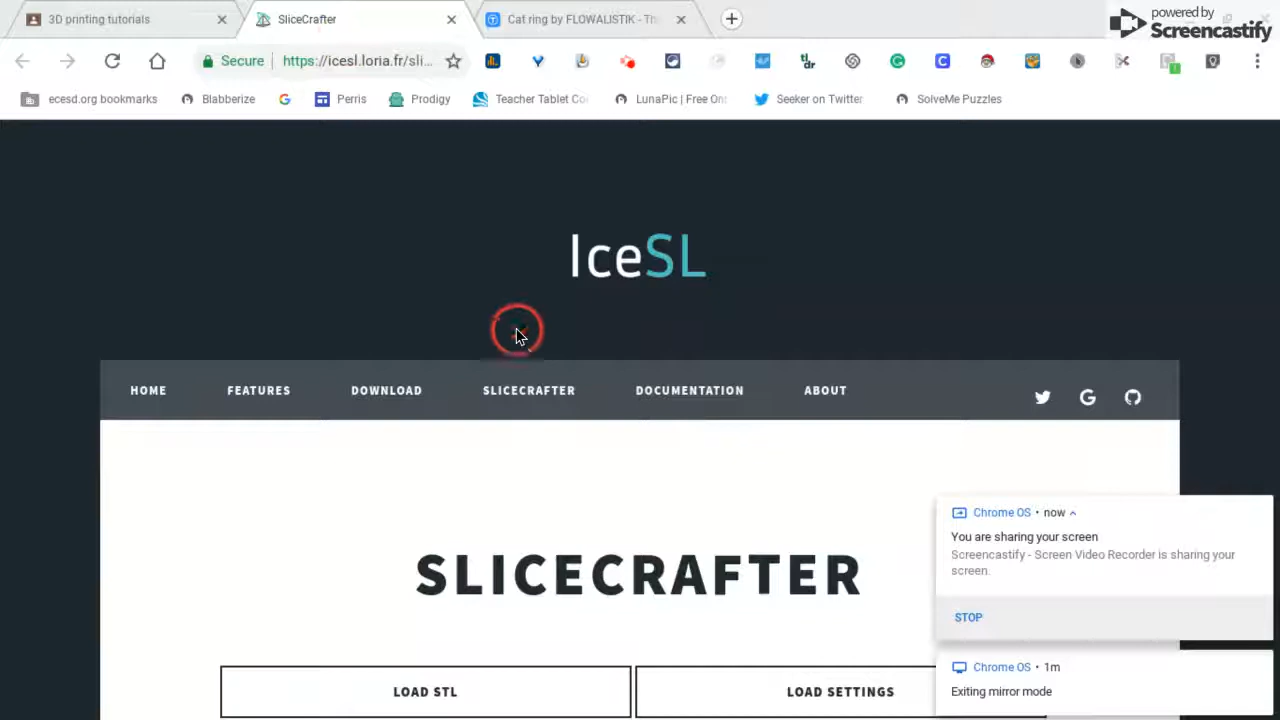 3D printing tutorials
SliceCrafter
Cat ring by FLOWALISTIK - Th
powered by
Screencastify
Secure
https://icesl.loria.fr/sli...
tl;dr
ecesd.org bookmarks
Blabberize
Perris
Prodigy
Teacher Tablet Co
LunaPic | Free On
Seeker on Twitter
SolveMe Puzzles
IceSL
HOME
FEATURES
DOWNLOAD
SLICECRAFTER
DOCUMENTATION
ABOUT
SLICECRAFTER
LOAD STL
LOAD SETTINGS
Chrome OS • now
You are sharing your screen
Screencastify - Screen Video Recorder is sharing your
screen.
STOP
Chrome OS • 1m
Exiting mirror mode